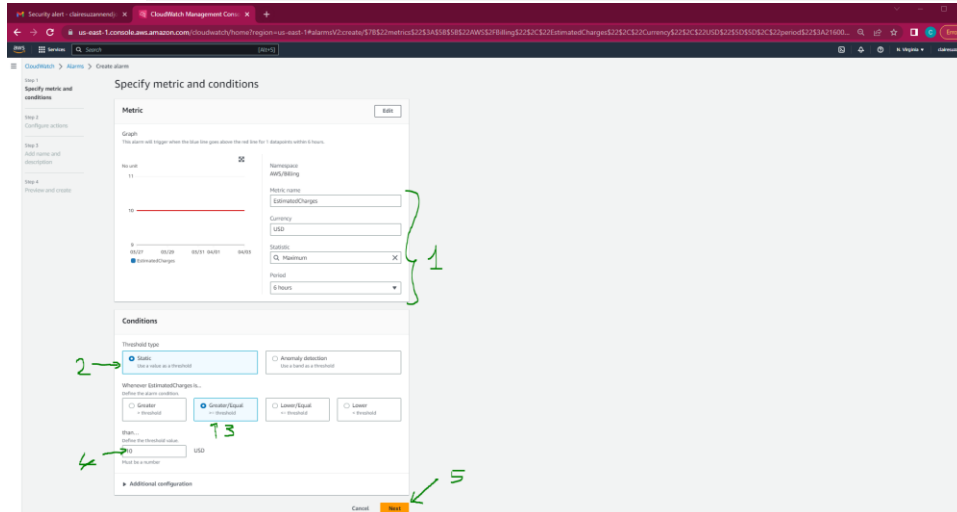 Security alert - clairesuzannendj
CloudWatch Management Cons
us-east-1.console.aws.amazon.com/cloudwatch/home?region=us-east-1#alarmsV2:create/
aws
Services
Search
[Alt+S]
N. Virginia
CloudWatch > Alarms > Create alarm
Step 1
Specify metric and
conditions
Step 2
Configure actions
Step 3
Add name and
description
Step 4
Preview and create
Specify metric and conditions
Metric
Edit
Graph
This alarm will trigger when the blue line goes above the red line for 1 datapoints within 6 hours.
No unit
11
10
9
03/27 03/29 03/31 04/01 04/03
EstimatedCharges
Namespace
AWS/Billing
Metric name
EstimatedCharges
Currency
USD
Statistic
Maximum
Period
6 hours
1
Conditions
Threshold type
2
Static
Use a value as a threshold
Anomaly detection
Use a band as a threshold
Whenever EstimatedCharges is...
Define the alarm condition.
Greater
> threshold
Greater/Equal
>= threshold
Lower/Equal
<= threshold
Lower
< threshold
3
than...
Define the threshold value.
4
10
USD
Must be a number
Additional configuration
5
Cancel
Next